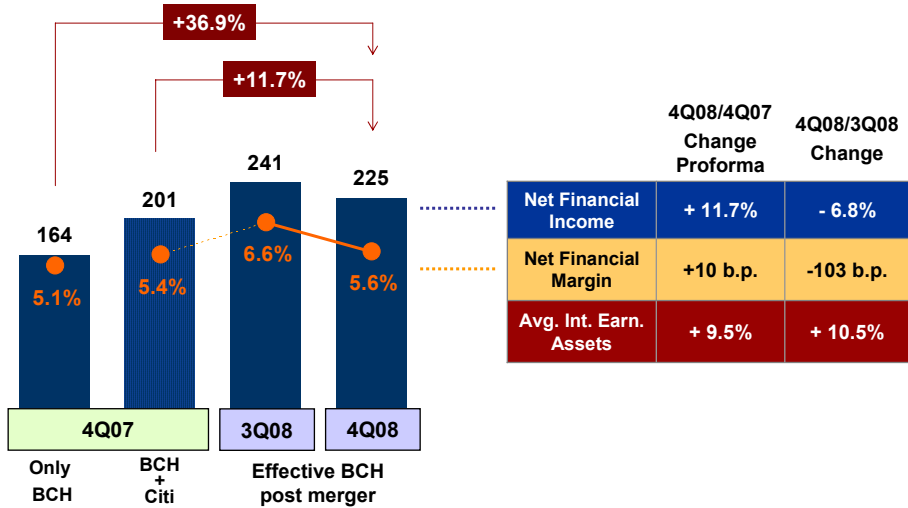 +36.9%
+11.7%
164
201
241
225
5.1%
5.4%
6.6%
5.6%
4Q07
3Q08
4Q08
Only
BCH
BCH
+
Citi
Effective BCH
post merger
4Q08/4Q07
Change
Proforma
4Q08/3Q08
Change
Net Financial
Income
+ 11.7%
- 6.8%
Net Financial
Margin
+10 b.p.
-103 b.p.
Avg. Int. Earn.
Assets
+ 9.5%
+ 10.5%